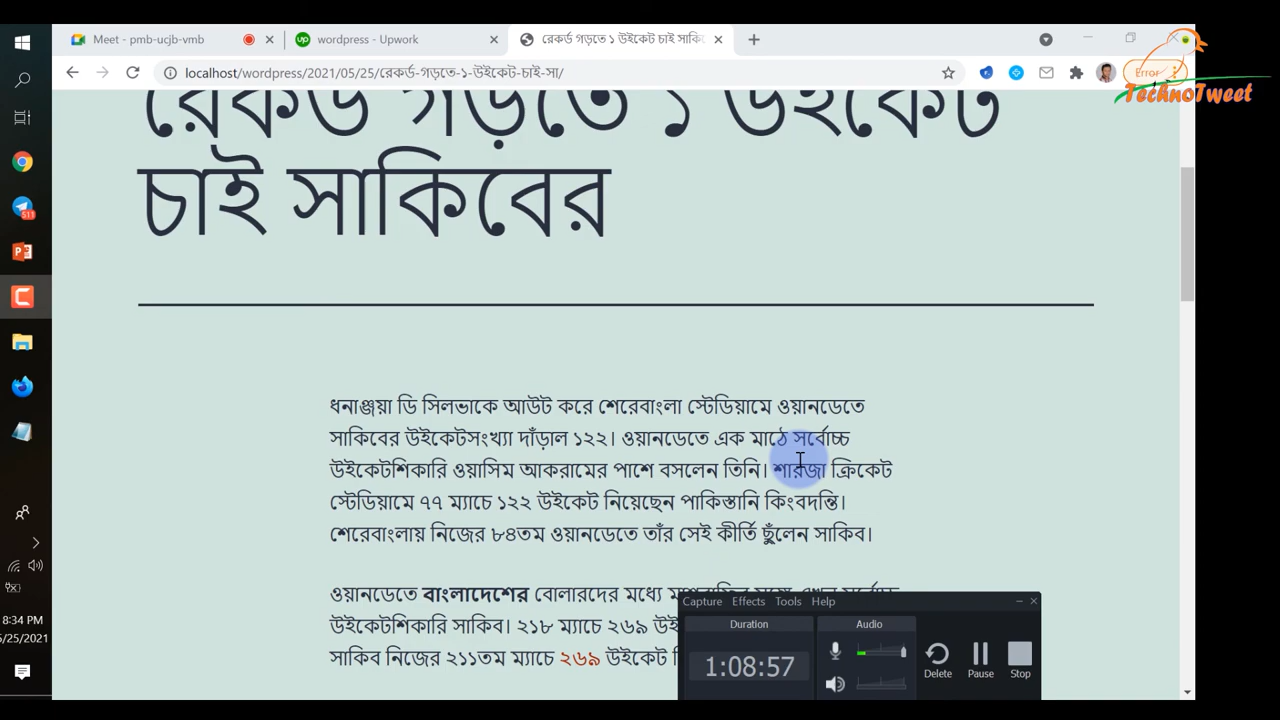 Meet - pmb-ucjb-vmb
wordpress - Upwork
রেকর্ড গড়তে ১ উইকেট চাই সাকি
localhost/wordpress/2021/05/25/রেকর্ড-গড়তে-১-উইকেট-চাই-সা/
Error
TechnoTweet
রেকর্ড গড়তে ১ উইকেট
চাই সাকিবের
ধনাঞ্জয়া ডি সিলভাকে আউট করে শেরেবাংলা স্টেডিয়ামে ওয়ানডেতে
সাকিবের উইকেটসংখ্যা দাঁড়াল ১২২। ওয়ানডেতে এক মাঠে সর্বোচ্চ
উইকেটশিকারি ওয়াসিম আকরামের পাশে বসলেন তিনি। শারজা ক্রিকেট
স্টেডিয়ামে ৭৭ ম্যাচে ১২২ উইকেট নিয়েছেন পাকিস্তানি কিংবদন্তি।
শেরেবাংলায় নিজের ৮৪তম ওয়ানডেতে তাঁর সেই কীর্তি ছুঁলেন সাকিব।
ওয়ানডেতে বাংলাদেশের বোলারদের মধ্যে
উইকেটশিকারি সাকিব। ২১৮ ম্যাচে ২৬৯
সাকিব নিজের ২১১তম ম্যাচে ২৬৯ উইকেট
Capture Effects Tools Help
Duration
Audio
1:08:57
Delete
Pause
Stop
511
8:34 PM
5/25/2021